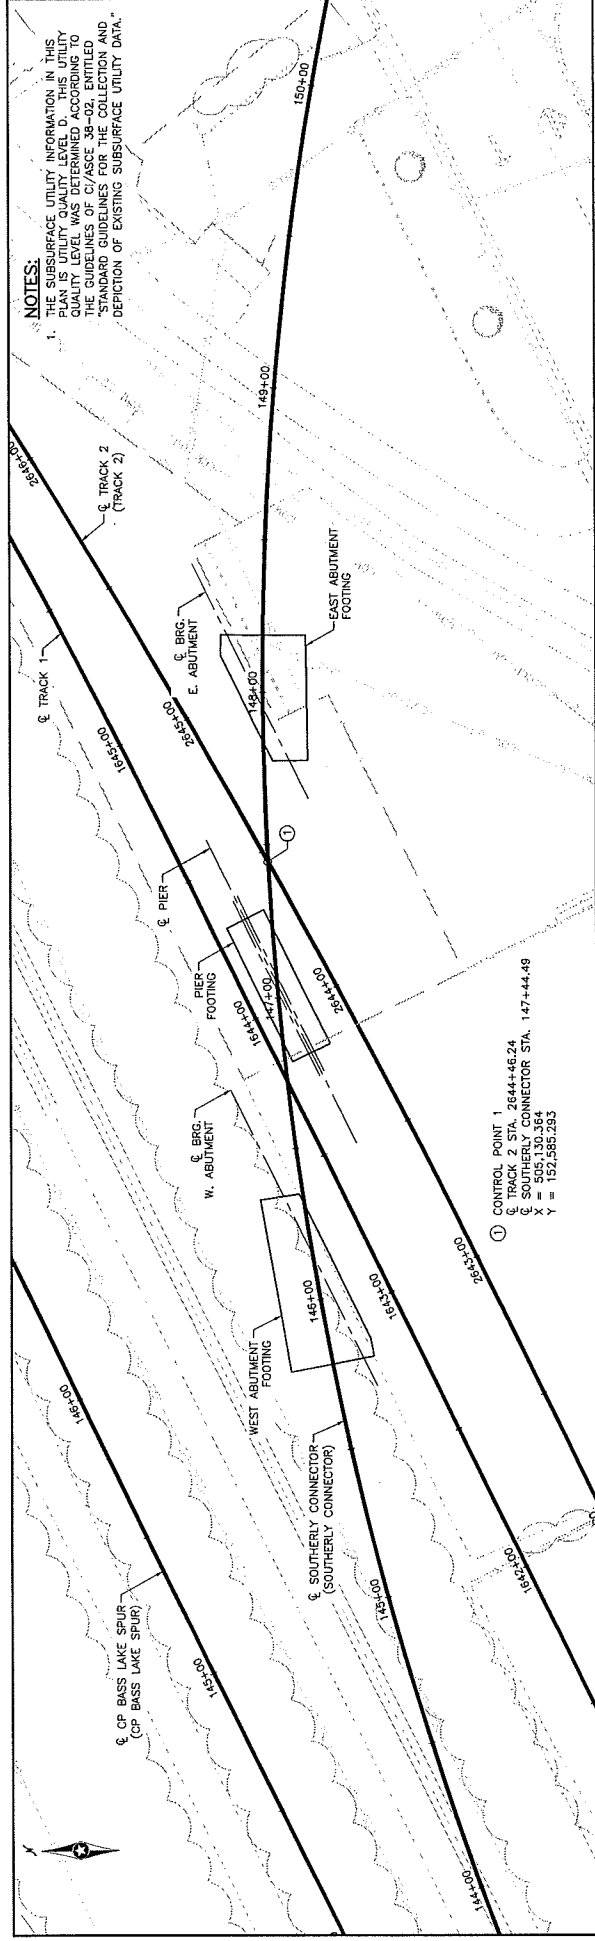 NOTES:
1. THE SUBSURFACE UTILITY INFORMATION IN THIS
PLAN IS UTILITY QUALITY LEVEL D. THIS UTILITY
QUALITY LEVEL WAS DETERMINED ACCORDING TO
THE GUIDELINES OF CI/ASCE 38-02, ENTITLED
"STANDARD GUIDELINES FOR THE COLLECTION AND
DEPICTION OF EXISTING SUBSURFACE UTILITY DATA."
N
℄ CP BASS LAKE SPUR
(CP BASS LAKE SPUR)
145+00
146+00
℄ TRACK 1
1642+00
1643+00
1644+00
1645+00
℄ TRACK 2
(TRACK 2)
2643+00
2644+00
2645+00
2646+00
℄ SOUTHERLY CONNECTOR
(SOUTHERLY CONNECTOR)
144+00
145+00
146+00
147+00
148+00
149+00
150+00
WEST ABUTMENT
FOOTING
℄ BRG.
W. ABUTMENT
PIER
FOOTING
℄ PIER
℄ BRG.
E. ABUTMENT
EAST ABUTMENT
FOOTING
1
1 CONTROL POINT 1
℄ TRACK 2 STA. 2644+46.24
℄ SOUTHERLY CONNECTOR STA. 147+44.49
X = 505,130.364
Y = 152,585.293